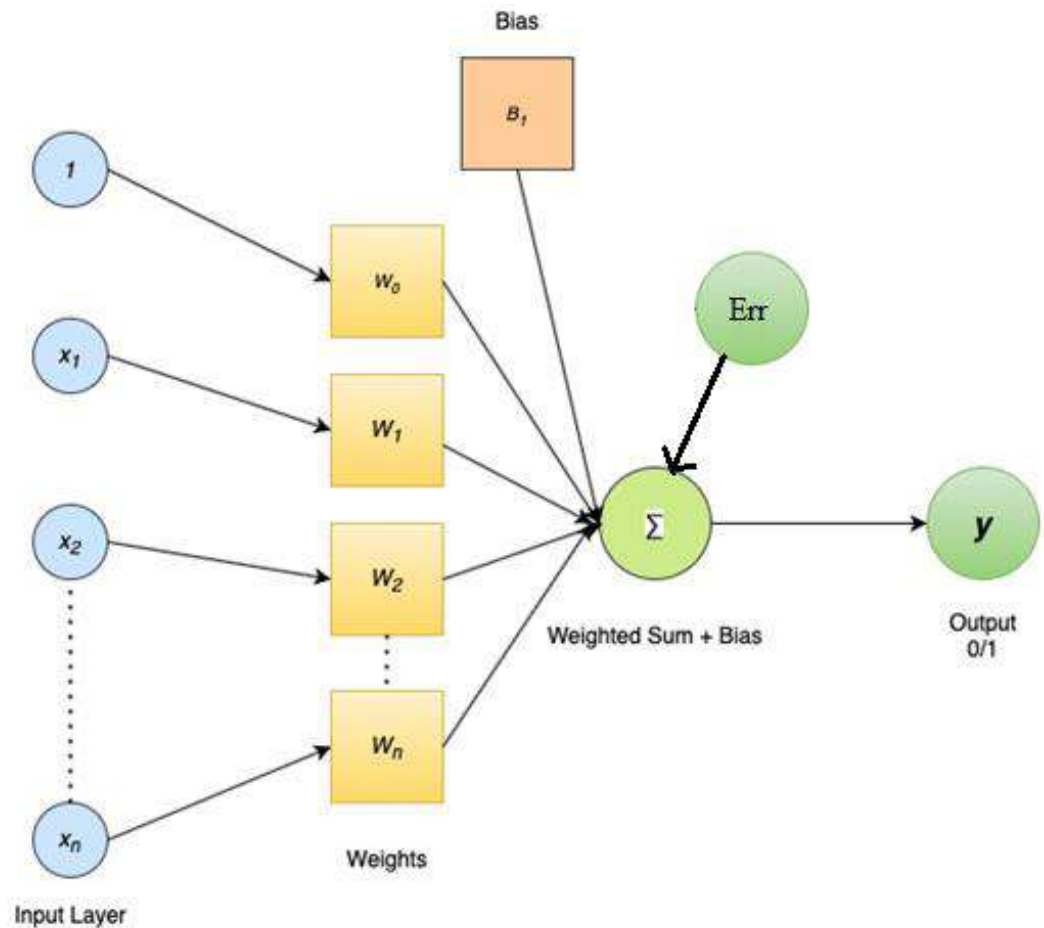 Bias
B₁
1
W₀
Err
x₁
W₁
x₂
W₂
Σ
y
Weighted Sum + Bias
Output
0/1
Wₙ
xₙ
Weights
Input Layer